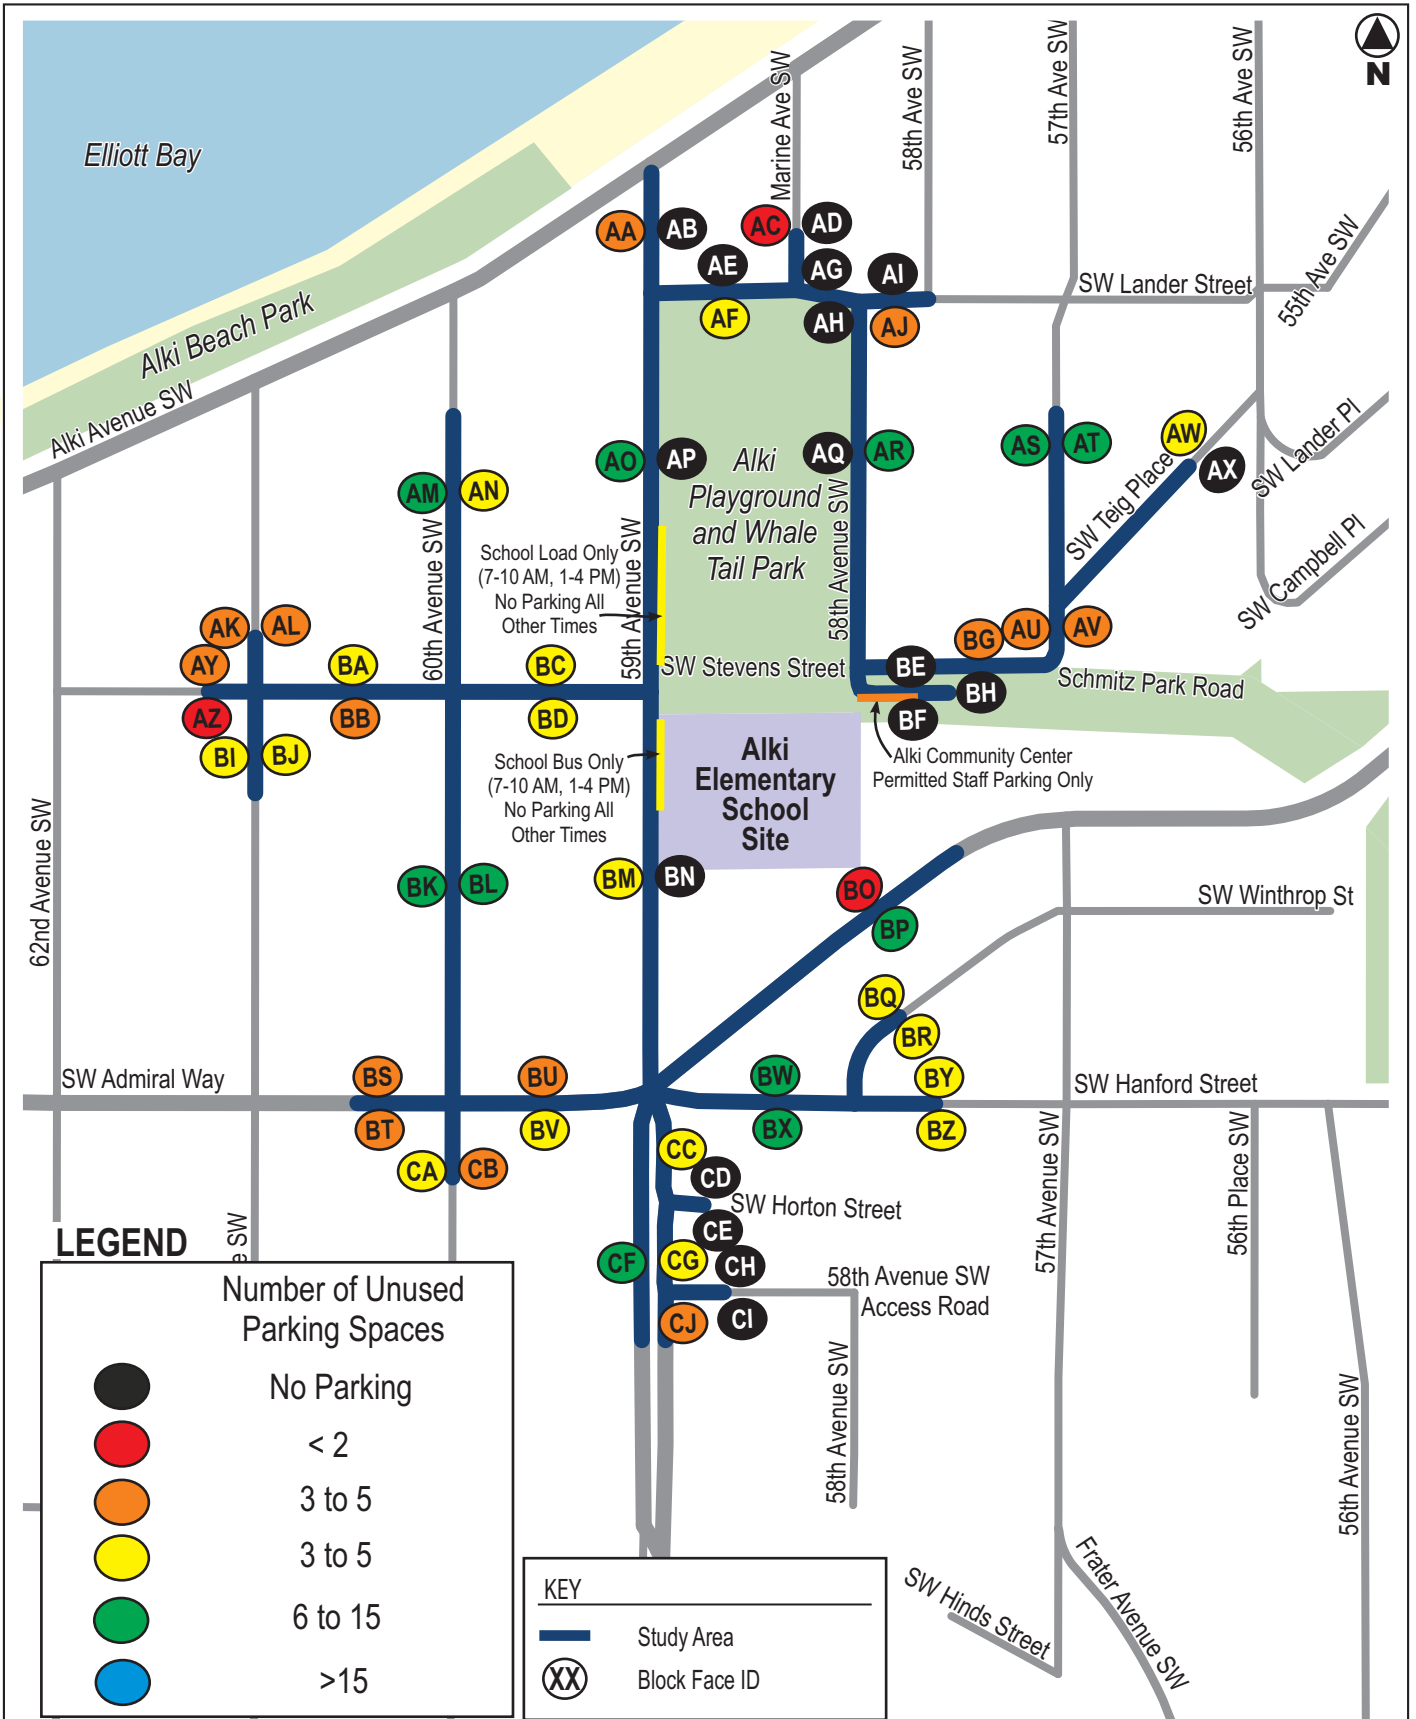 N
Elliott Bay
Alki Beach Park
Alki Avenue SW
Marine Ave SW
58th Ave SW
57th Ave SW
56th Ave SW
55th Ave SW
AA
AB
AC
AD
AE
AG
AI
AF
AH
AJ
SW Lander Street
SW Lander Pl
SW Campbell Pl
SW Teig Place
AW
AX
AS
AT
AO
AP
AQ
AR
Alki
Playground
and Whale
Tail Park
AM
AN
60th Avenue SW
59th Avenue SW
58th Avenue SW
School Load Only
(7-10 AM, 1-4 PM)
No Parking All
Other Times
AK
AL
AY
BA
BC
AZ
BB
BD
BI
BJ
SW Stevens Street
BE
BG
AU
AV
BH
BF
Schmitz Park Road
Alki Community Center
Permitted Staff Parking Only
School Bus Only
(7-10 AM, 1-4 PM)
No Parking All
Other Times
Alki
Elementary
School
Site
62nd Avenue SW
BK
BL
BM
BN
BO
BP
SW Winthrop St
BQ
BR
SW Admiral Way
BS
BU
BW
BY
SW Hanford Street
BT
BV
BX
BZ
CA
CB
CC
CD
SW Horton Street
CE
CF
CG
CH
CI
CJ
58th Avenue SW
Access Road
58th Avenue SW
57th Avenue SW
56th Place SW
56th Avenue SW
Frater Avenue SW
SW Hinds Street
e SW
LEGEND
Number of Unused
Parking Spaces
No Parking
< 2
3 to 5
3 to 5
6 to 15
>15
KEY
Study Area
XX
Block Face ID